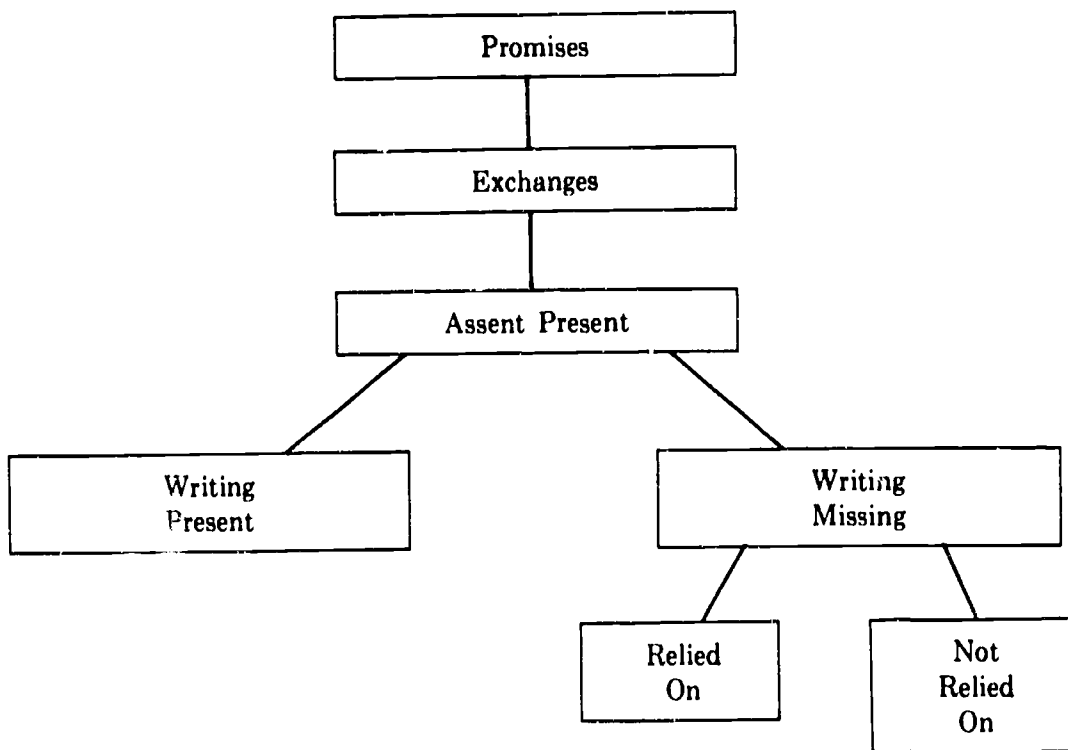 Promises
Exchanges
Assent Present
Writing
Present
Writing
Missing
Relied
On
Not
Relied
On